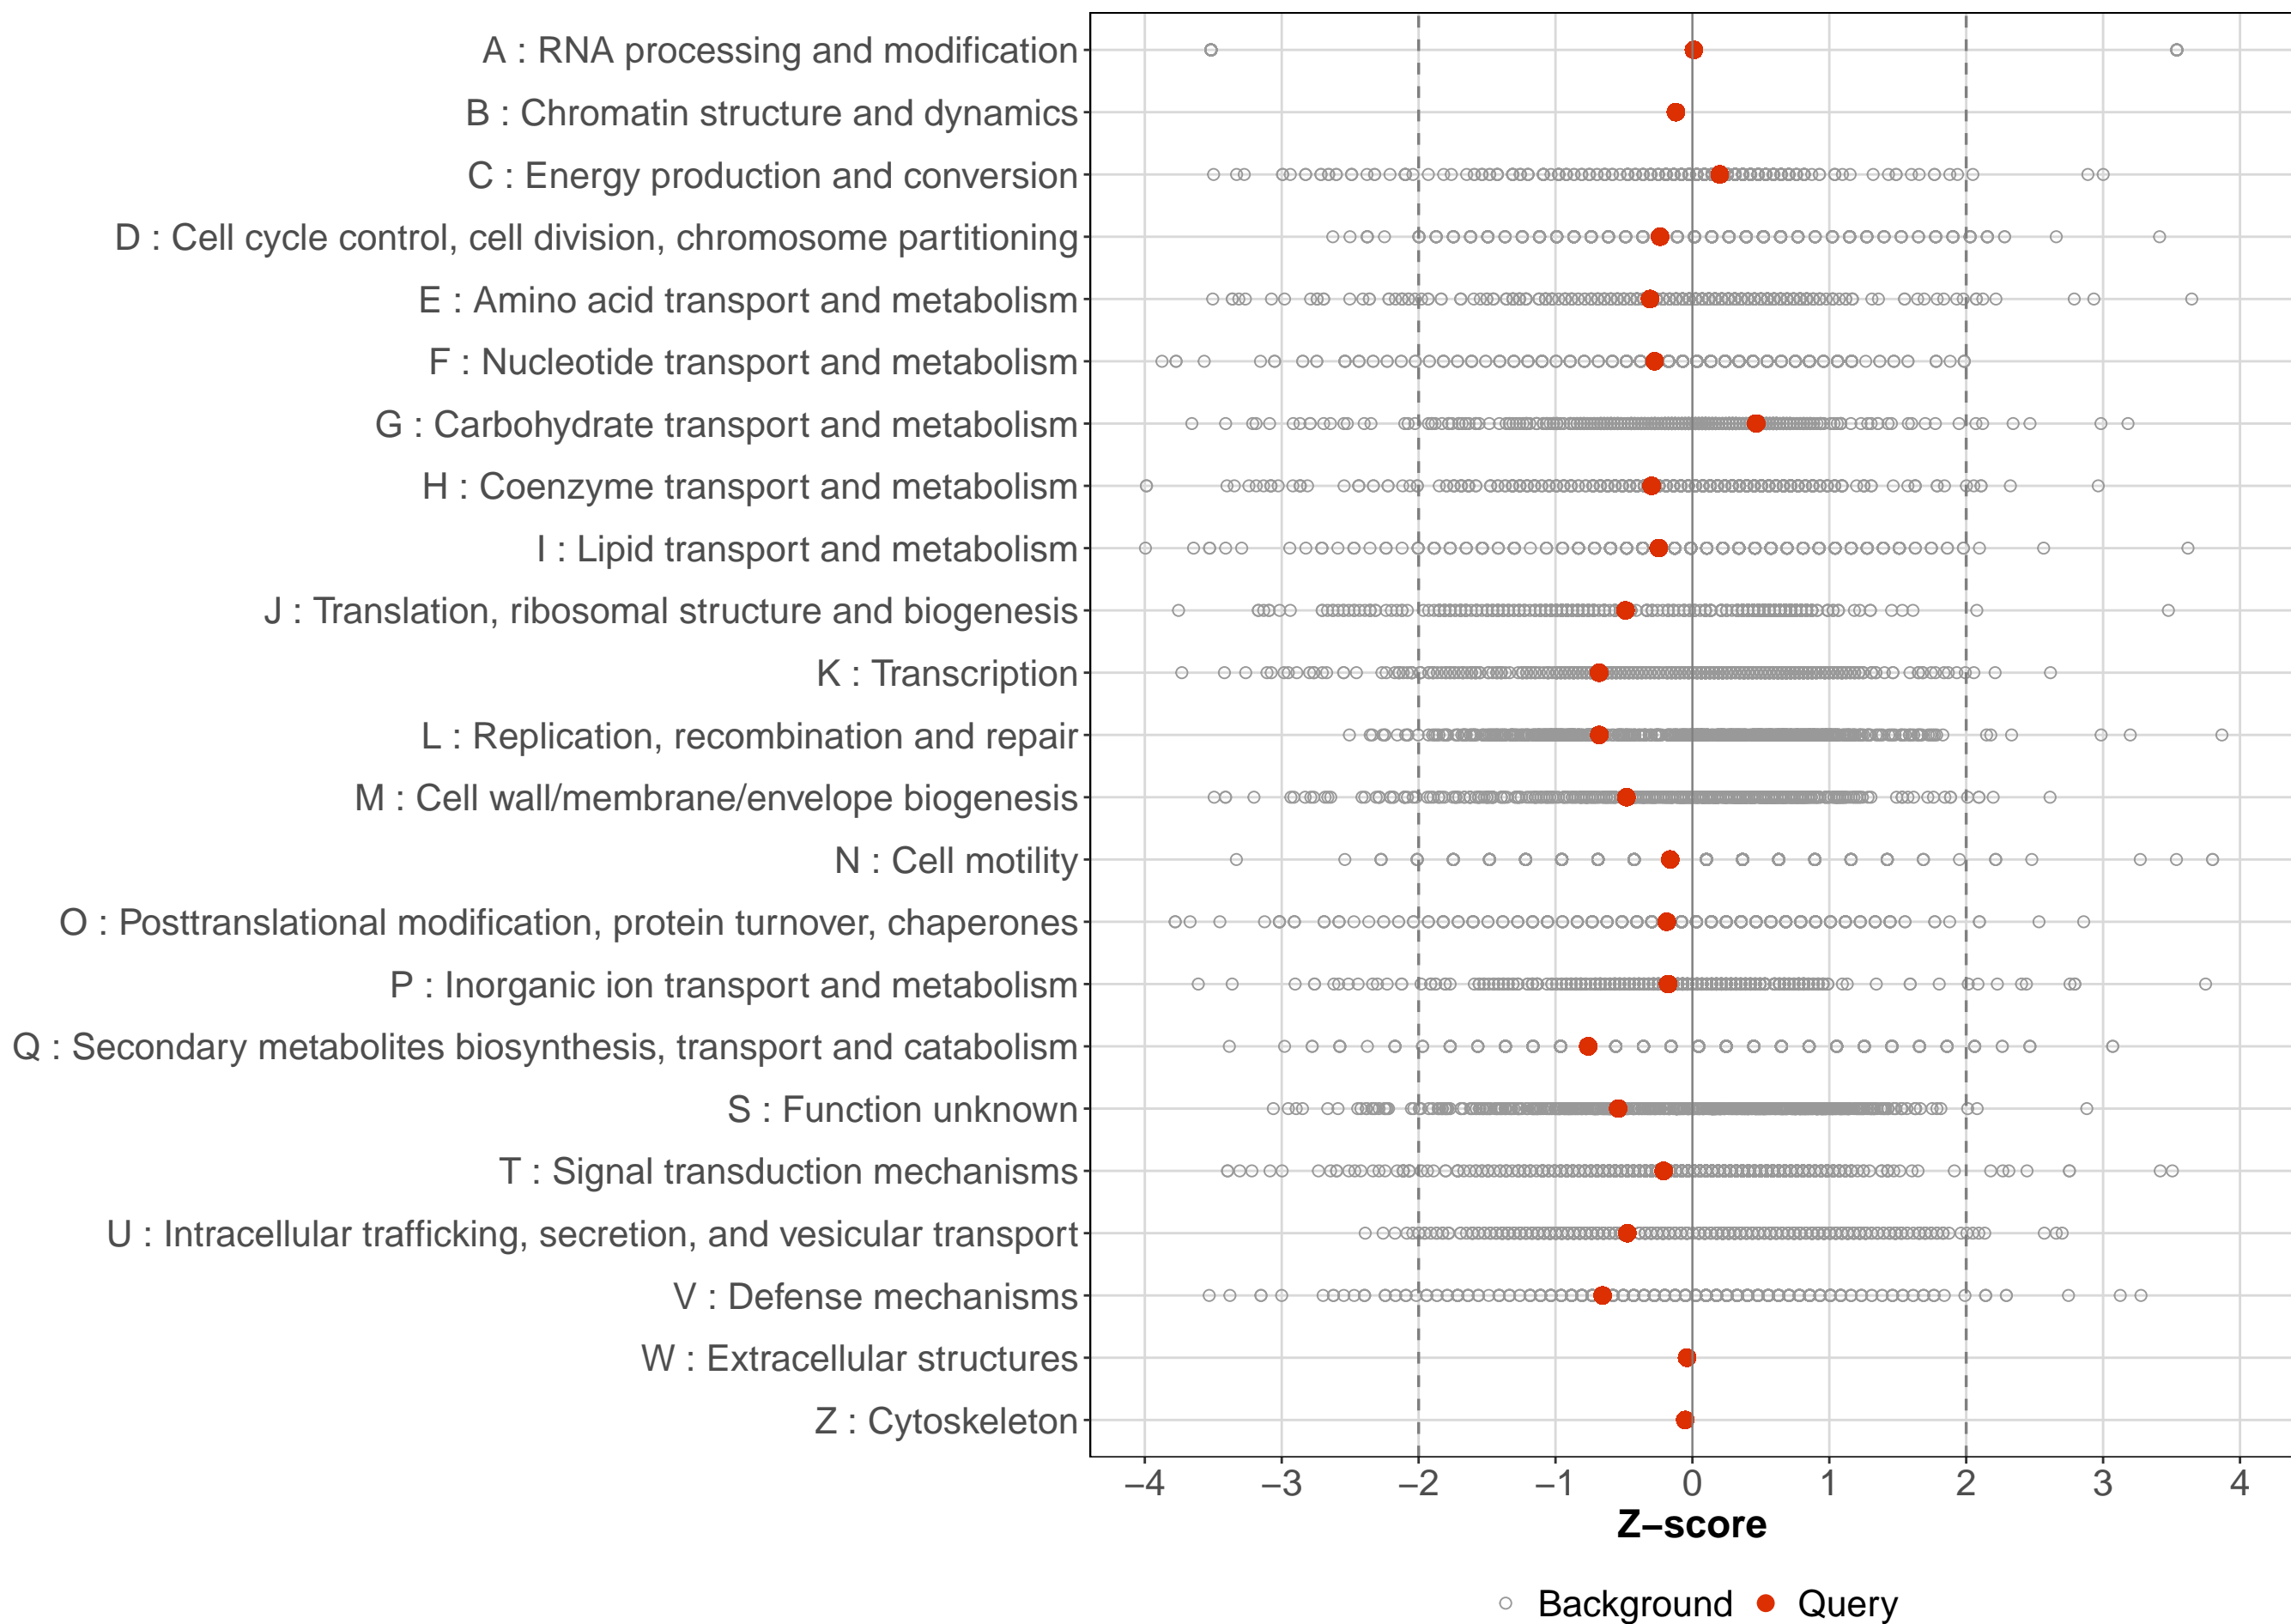 A : RNA processing and modification
B : Chromatin structure and dynamics
C : Energy production and conversion
D : Cell cycle control, cell division, chromosome partitioning
E : Amino acid transport and metabolism
F : Nucleotide transport and metabolism
G : Carbohydrate transport and metabolism
H : Coenzyme transport and metabolism
I : Lipid transport and metabolism
J : Translation, ribosomal structure and biogenesis
K : Transcription
L : Replication, recombination and repair
M : Cell wall/membrane/envelope biogenesis
N : Cell motility
O : Posttranslational modification, protein turnover, chaperones
P : Inorganic ion transport and metabolism
Q : Secondary metabolites biosynthesis, transport and catabolism
S : Function unknown
T : Signal transduction mechanisms
U : Intracellular trafficking, secretion, and vesicular transport
V : Defense mechanisms
W : Extracellular structures
Z : Cytoskeleton
−4 −3 −2 −1 0 1 2 3 4
Z−score
Background Query